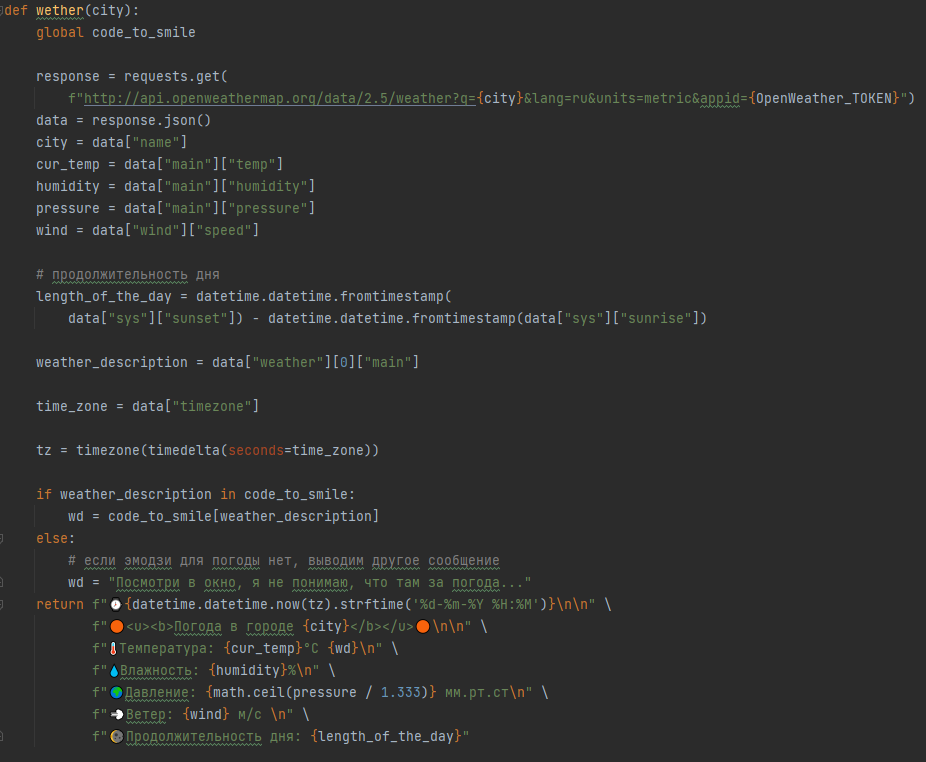 def wether(city):
    global code_to_smile

    response = requests.get(
        f"http://api.openweathermap.org/data/2.5/weather?q={city}&lang=ru&units=metric&appid={OpenWeather_TOKEN}")
    data = response.json()
    city = data["name"]
    cur_temp = data["main"]["temp"]
    humidity = data["main"]["humidity"]
    pressure = data["main"]["pressure"]
    wind = data["wind"]["speed"]

    # продолжительность дня
    length_of_the_day = datetime.datetime.fromtimestamp(
        data["sys"]["sunset"]) - datetime.datetime.fromtimestamp(data["sys"]["sunrise"])

    weather_description = data["weather"][0]["main"]

    time_zone = data["timezone"]

    tz = timezone(timedelta(seconds=time_zone))

    if weather_description in code_to_smile:
        wd = code_to_smile[weather_description]
    else:
        # если эмодзи для погоды нет, выводим другое сообщение
        wd = "Посмотри в окно, я не понимаю, что там за погода..."
    return f"🕗{datetime.datetime.now(tz).strftime('%d-%m-%Y %H:%M')}\n\n" \
           f"🟠<u><b>Погода в городе {city}</b></u>🟠\n\n" \
           f"🌡Температура: {cur_temp}°C {wd}\n" \
           f"💧Влажность: {humidity}%\n" \
           f"🌍Давление: {math.ceil(pressure / 1.333)} мм.рт.ст\n" \
           f"💨Ветер: {wind} м/с \n" \
           f"🌘Продолжительность дня: {length_of_the_day}"